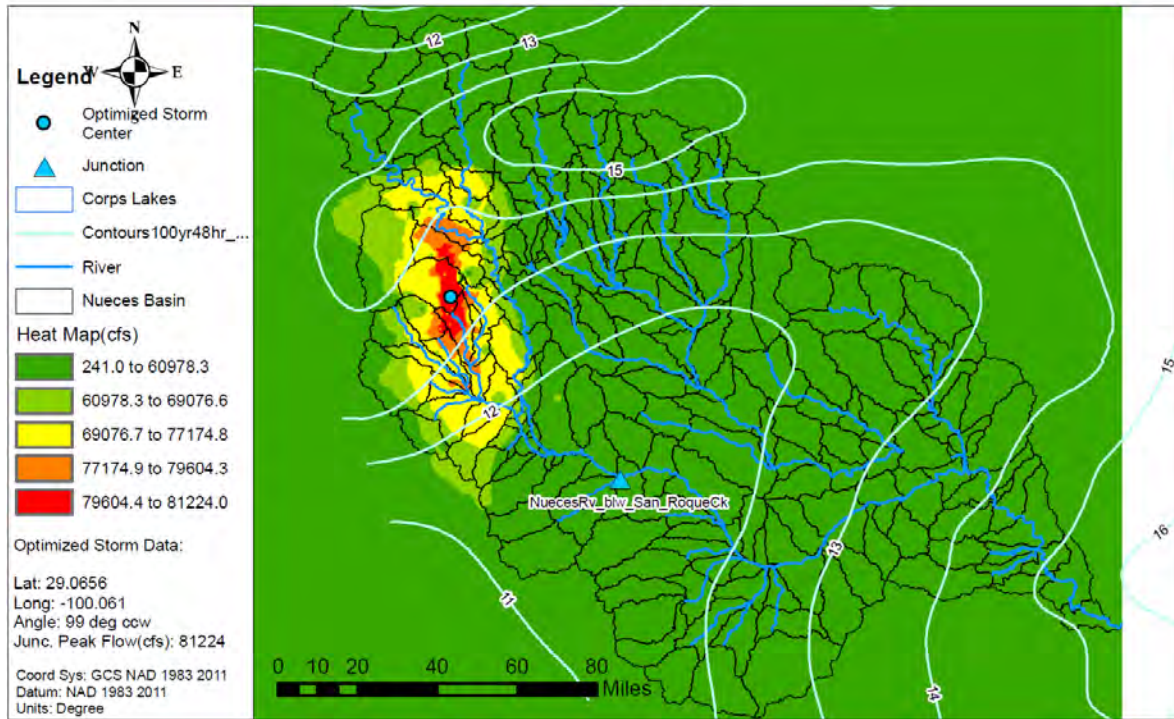 N
W
E
S
Legend
Optimized Storm
Center
Junction
Corps Lakes
Contours100yr48hr_...
River
Nueces Basin
Heat Map(cfs)
241.0 to 60978.3
60978.3 to 69076.6
69076.7 to 77174.8
77174.9 to 79604.3
79604.4 to 81224.0
Optimized Storm Data:
Lat: 29.0656
Long: -100.061
Angle: 99 deg ccw
Junc. Peak Flow(cfs): 81224
Coord Sys: GCS NAD 1983 2011
Datum: NAD 1983 2011
Units: Degree
12
13
15
12
NuecesRv_blw_San_RoqueCk
11
13
14
15
16
0 10 20 40 60 80
Miles